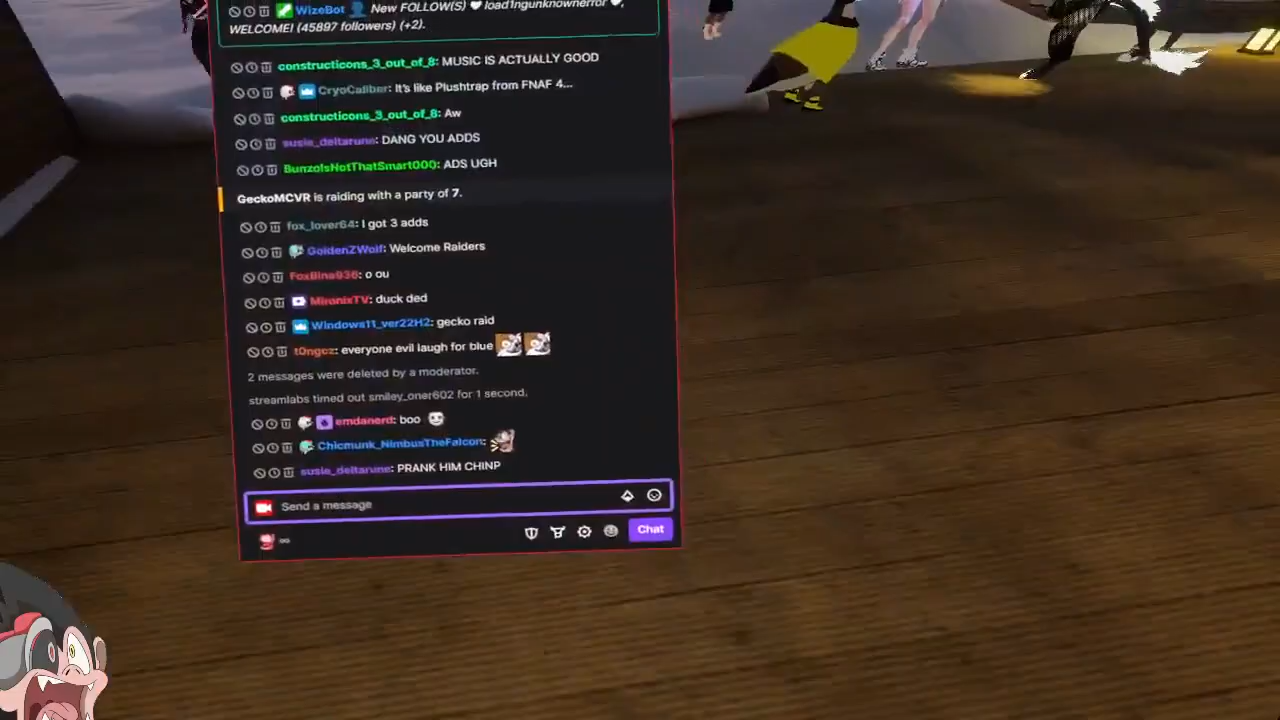 WizeBot New FOLLOW(S) ♥ load1ngunknownerror ♥,
WELCOME! (45897 followers) (+2).
constructicons_3_out_of_8: MUSIC IS ACTUALLY GOOD
CryoCaliber: It's like Plushtrap from FNAF 4...
constructicons_3_out_of_8: Aw
susie_deltarune: DANG YOU ADDS
BunzoIsNotThatSmart000: ADS UGH
GeckoMCVR is raiding with a party of 7.
fox_lover64: I got 3 adds
GoldenZWolf: Welcome Raiders
FoxBine936: o ou
MironixTV: duck ded
Windows11_ver22H2: gecko raid
t0ngcz: everyone evil laugh for blue
2 messages were deleted by a moderator.
streamlabs timed out smiley_oner602 for 1 second.
emdanerd: boo
Chicmunk_NimbusTheFalcon:
susie_deltarune: PRANK HIM CHINP
Send a message
Chat